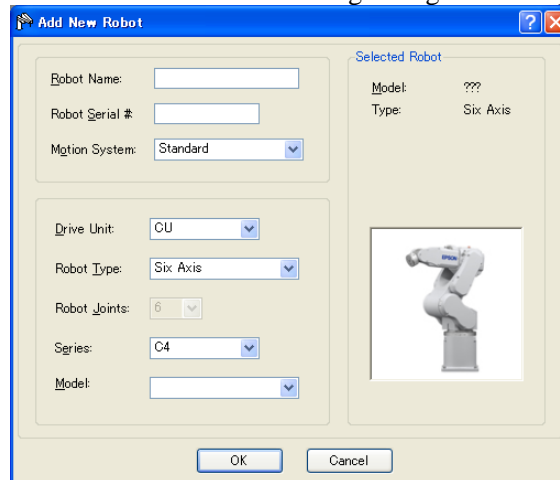 Add New Robot
Robot Name:
Robot Serial #:
Motion System: Standard
Drive Unit: CU
Robot Type: Six Axis
Robot Joints: 6
Series: C4
Model:
Selected Robot
Model: ???
Type: Six Axis
EPSON
OK Cancel